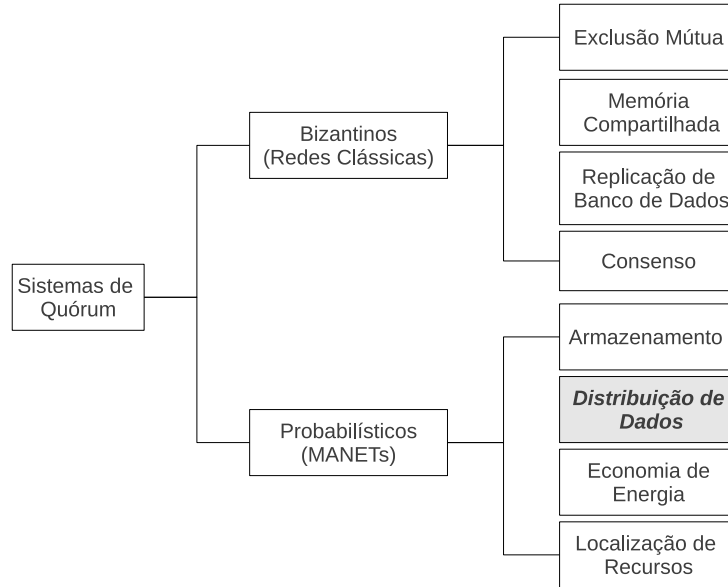 Sistemas de
Quórum
Bizantinos
(Redes Clássicas)
Exclusão Mútua
Memória
Compartilhada
Replicação de
Banco de Dados
Consenso
Probabilísticos
(MANETs)
Armazenamento
Distribuição de
Dados
Economia de
Energia
Localização de
Recursos